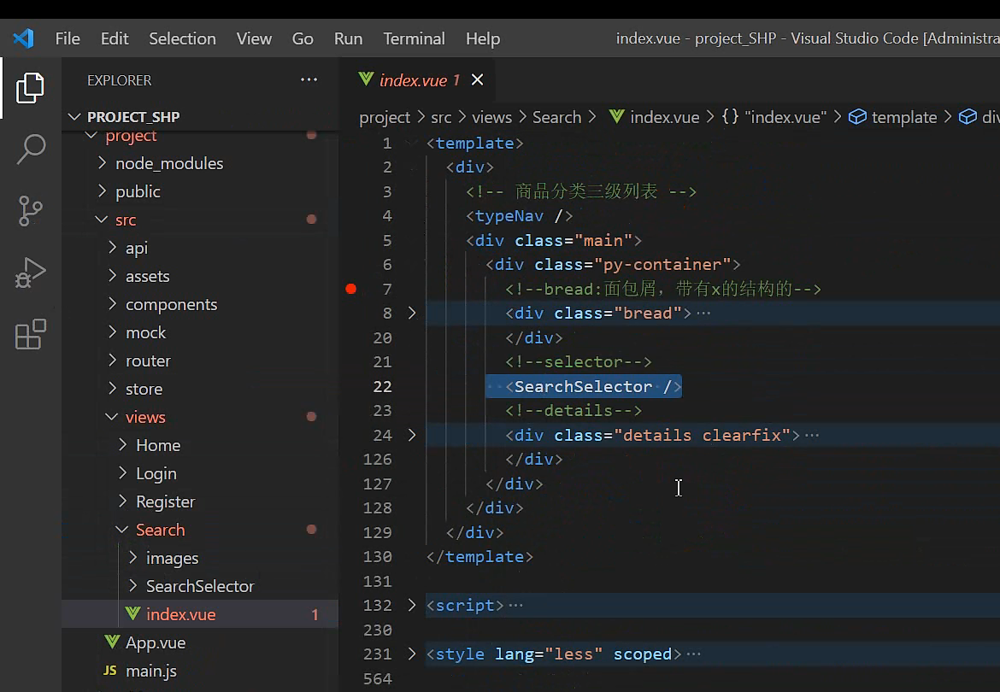 File Edit Selection View Go Run Terminal Help
index.vue - project_SHP - Visual Studio Code [Administra
EXPLORER ···
PROJECT_SHP
project
node_modules
public
src
api
assets
components
mock
router
store
views
Home
Login
Register
Search
images
SearchSelector
index.vue 1
App.vue
JS main.js
index.vue 1
project > src > views > Search > index.vue > {} "index.vue" > template > div
1 <template>
2 <div>
3 <!-- 商品分类三级列表 -->
4 <typeNav />
5 <div class="main">
6 <div class="py-container">
7 <!--bread:面包屑，带有x的结构的-->
8 <div class="bread">···
20 </div>
21 <!--selector-->
22 <SearchSelector />
23 <!--details-->
24 <div class="details clearfix">···
126 </div>
127 </div>
128 </div>
129 </div>
130 </template>
131
132 <script>···
230
231 <style lang="less" scoped>···
564